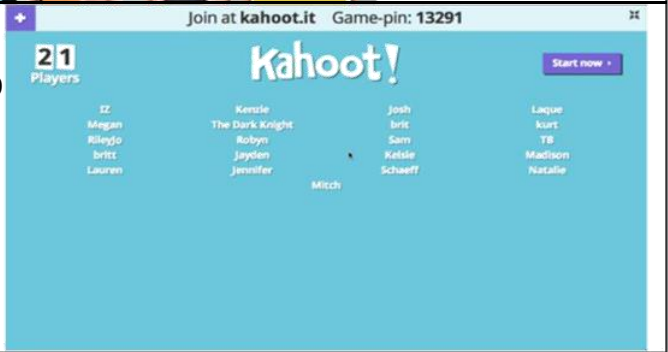 Join at kahoot.it Game-pin: 13291
21
Players
Kahoot!
Start now ›
IZ Kenzie Josh Laque
Megan The Dark Knight brit kurt
RileyJo Robyn Sam TB
britt Jayden Kelsie Madison
Lauren Jennifer Schaeff Natalie
Mitch